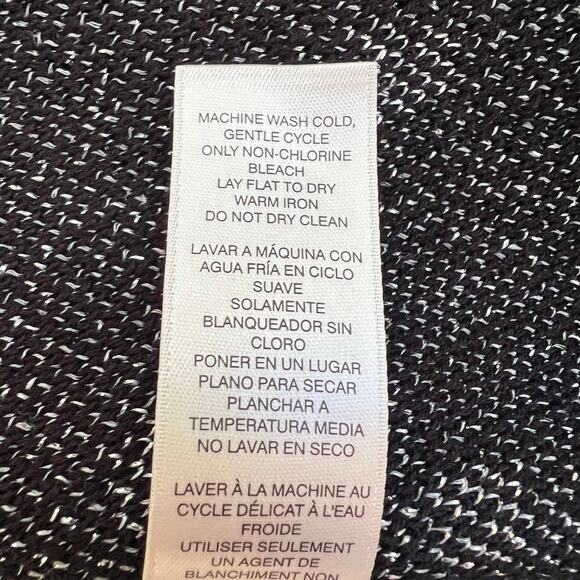 MACHINE WASH COLD,
GENTLE CYCLE
ONLY NON-CHLORINE
BLEACH
LAY FLAT TO DRY
WARM IRON
DO NOT DRY CLEAN
LAVAR A MÁQUINA CON
AGUA FRÍA EN CICLO
SUAVE
SOLAMENTE
BLANQUEADOR SIN
CLORO
PONER EN UN LUGAR
PLANO PARA SECAR
PLANCHAR A
TEMPERATURA MEDIA
NO LAVAR EN SECO
LAVER À LA MACHINE AU
CYCLE DÉLICAT À L'EAU
FROIDE
UTILISER SEULEMENT
UN AGENT DE
BLANCHIMENT NON